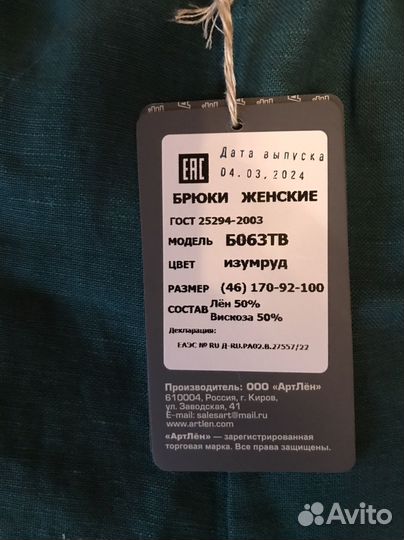 EAC Дата выпуска
04.03.2024
БРЮКИ ЖЕНСКИЕ
ГОСТ 25294-2003
МОДЕЛЬ Б063ТВ
ЦВЕТ изумруд
РАЗМЕР (46) 170-92-100
СОСТАВ Лён 50%
Вискоза 50%
Декларация:
ЕАЭС № RU Д-RU.РА02.В.27557/22
Производитель: ООО «АртЛён»
610004, Россия, г. Киров,
ул. Заводская, 41
E-mail: salesart@mail.ru
www.artlen.com
«АртЛён» — зарегистрированная
торговая марка. Все права защищены.
Avito